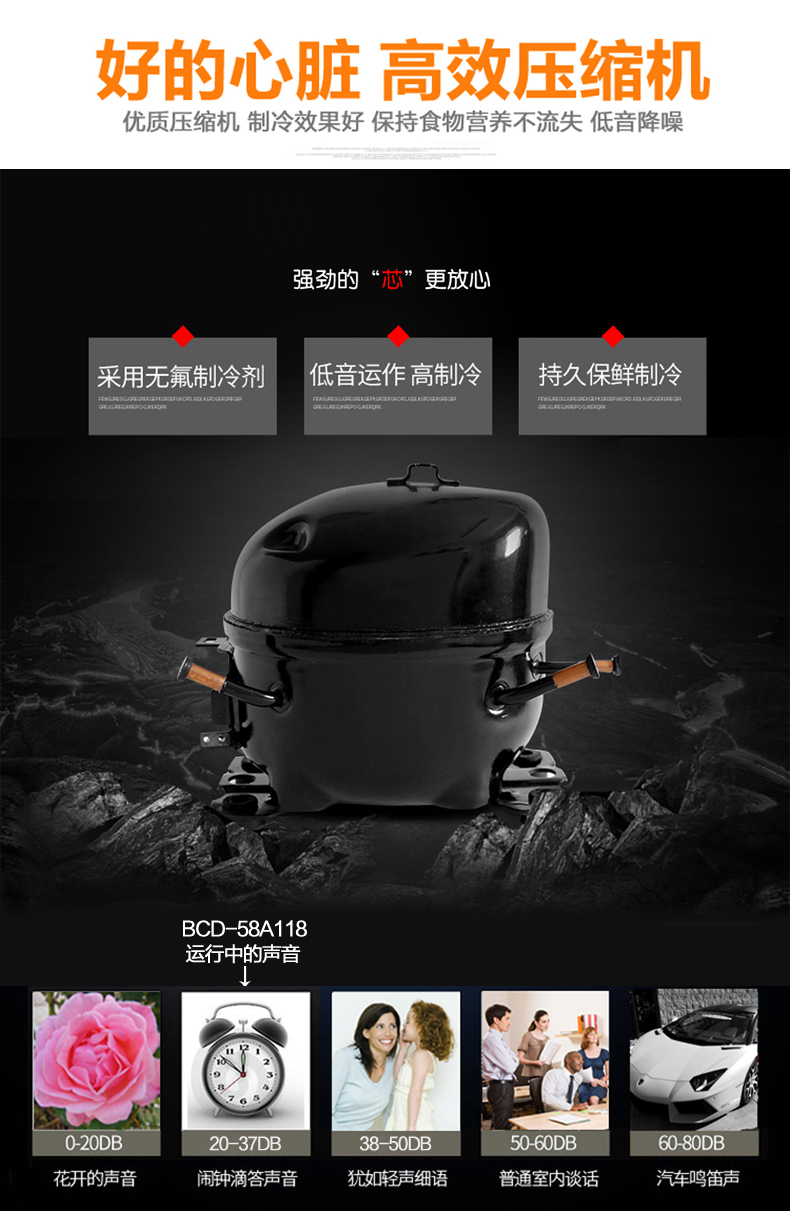 好的心脏 高效压缩机
优质压缩机 制冷效果好 保持食物营养不流失 低音降噪
强劲的“芯”更放心
采用无氟制冷剂
低音运作 高制冷
持久保鲜制冷
BCD-58A118
运行中的声音
0-20DB
20-37DB
38-50DB
50-60DB
60-80DB
花开的声音
闹钟滴答声音
犹如轻声细语
普通室内谈话
汽车鸣笛声